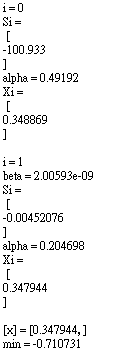 i = 0
Si =
[
-100.933
]
alpha = 0.49192
Xi =
[
0.348869
]
i = 1
beta = 2.00593e-09
Si =
[
-0.00452076
]
alpha = 0.204698
Xi =
[
0.347944
]
[x] = [0.347944, ]
min = -0.710731